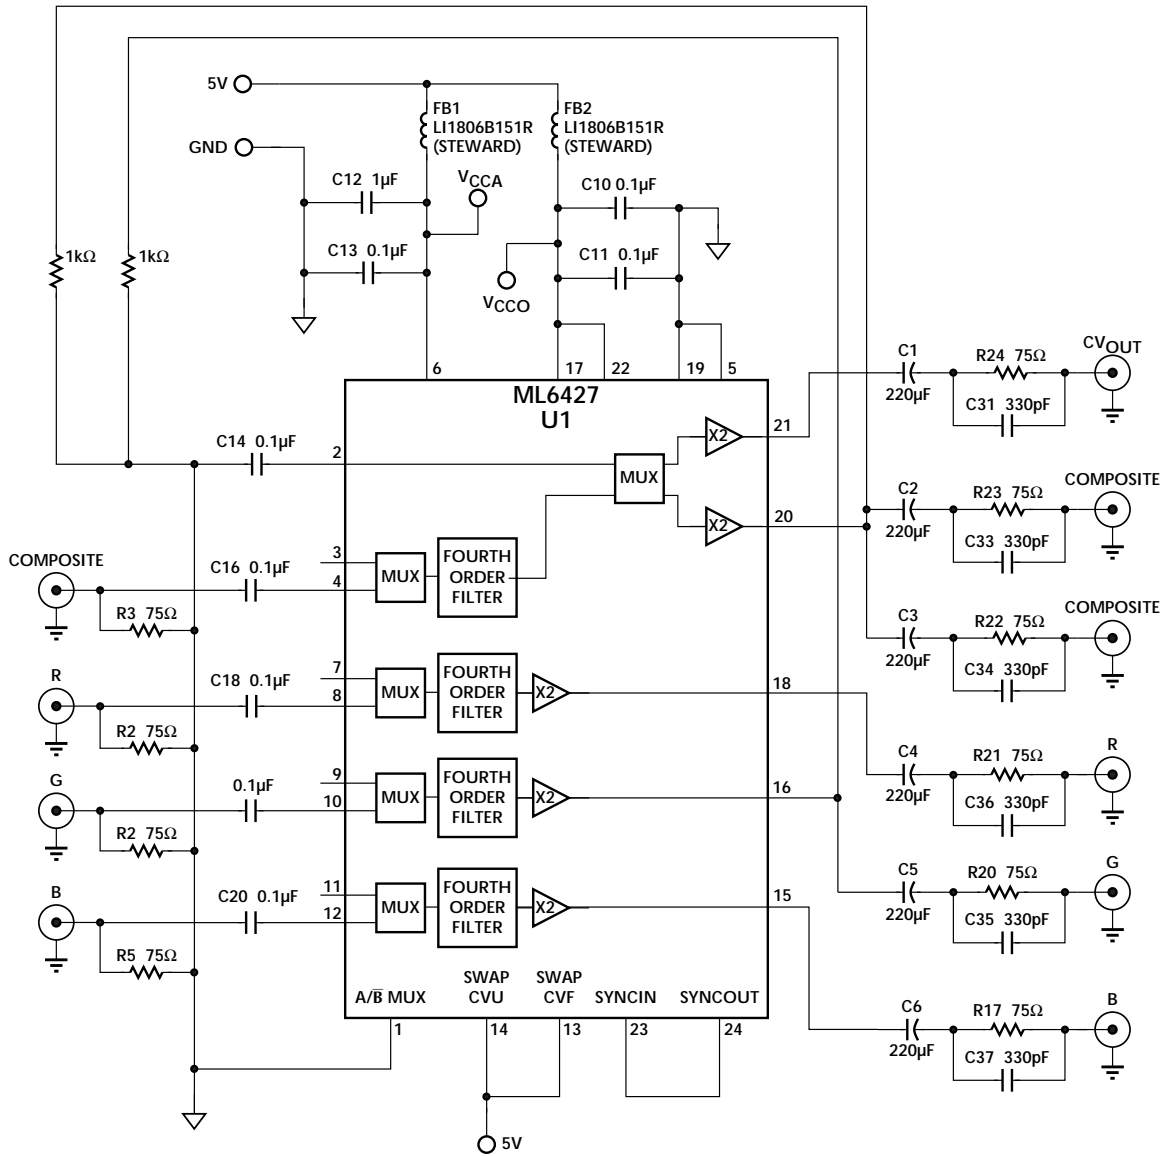 5V
FB1
LI1806B151R
(STEWARD)
FB2
LI1806B151R
(STEWARD)
GND
C12 1µF
VCCA
C10 0.1µF
1kΩ
1kΩ
C13 0.1µF
C11 0.1µF
VCCO
6
17
22
19
5
ML6427
U1
C1
220µF
R24 75Ω
C31 330pF
CVOUT
C14 0.1µF
2
MUX
X2
21
X2
20
C2
220µF
R23 75Ω
C33 330pF
COMPOSITE
COMPOSITE
C16 0.1µF
3
4
MUX
FOURTH
ORDER
FILTER
R3 75Ω
C3
220µF
R22 75Ω
C34 330pF
COMPOSITE
R
C18 0.1µF
7
8
MUX
FOURTH
ORDER
FILTER
X2
18
R2 75Ω
C4
220µF
R21 75Ω
C36 330pF
R
G
0.1µF
9
10
MUX
FOURTH
ORDER
FILTER
X2
16
R2 75Ω
C5
220µF
R20 75Ω
C35 330pF
G
B
C20 0.1µF
11
12
MUX
FOURTH
ORDER
FILTER
X2
15
R5 75Ω
A/B̅ MUX
SWAP
CVU
SWAP
CVF
SYNCIN
SYNCOUT
1
14
13
23
24
C6
220µF
R17 75Ω
C37 330pF
B
5V